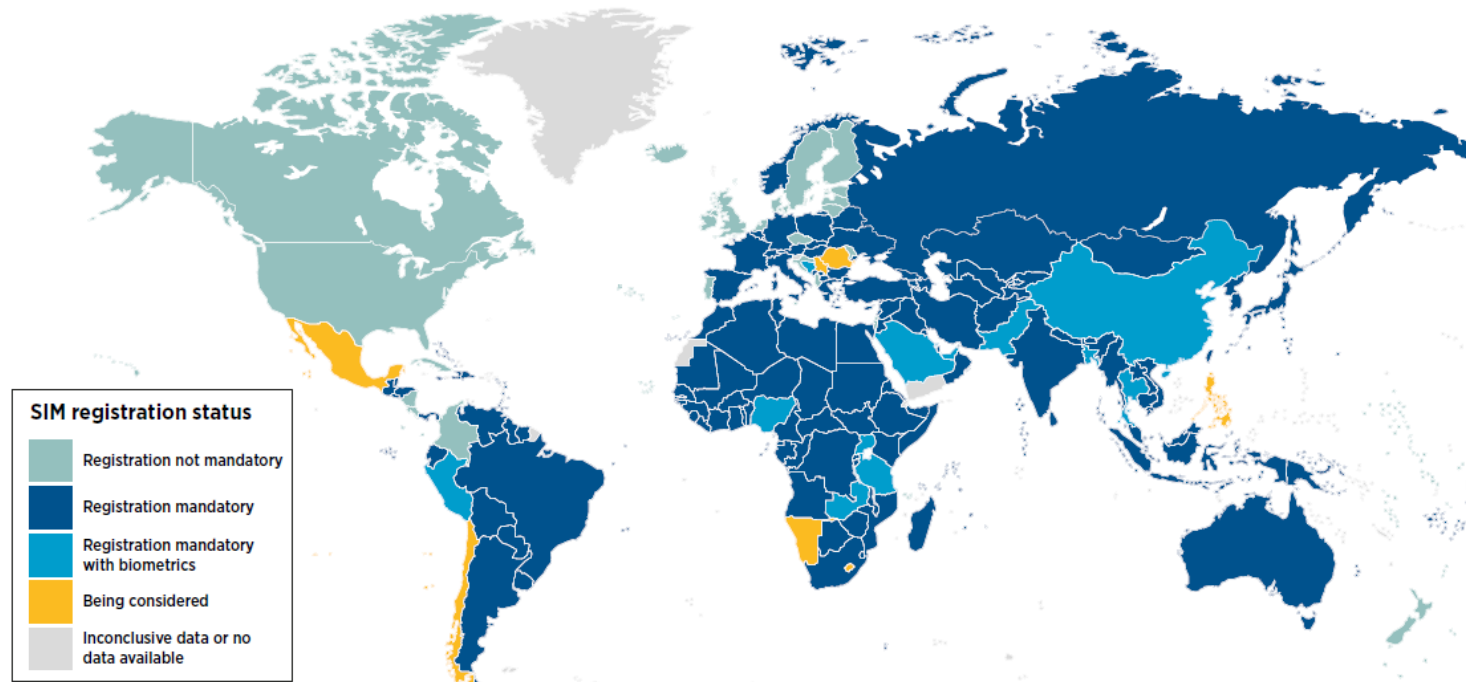 SIM registration status
Registration not mandatory
Registration mandatory
Registration mandatory
with biometrics
Being considered
Inconclusive data or no
data available